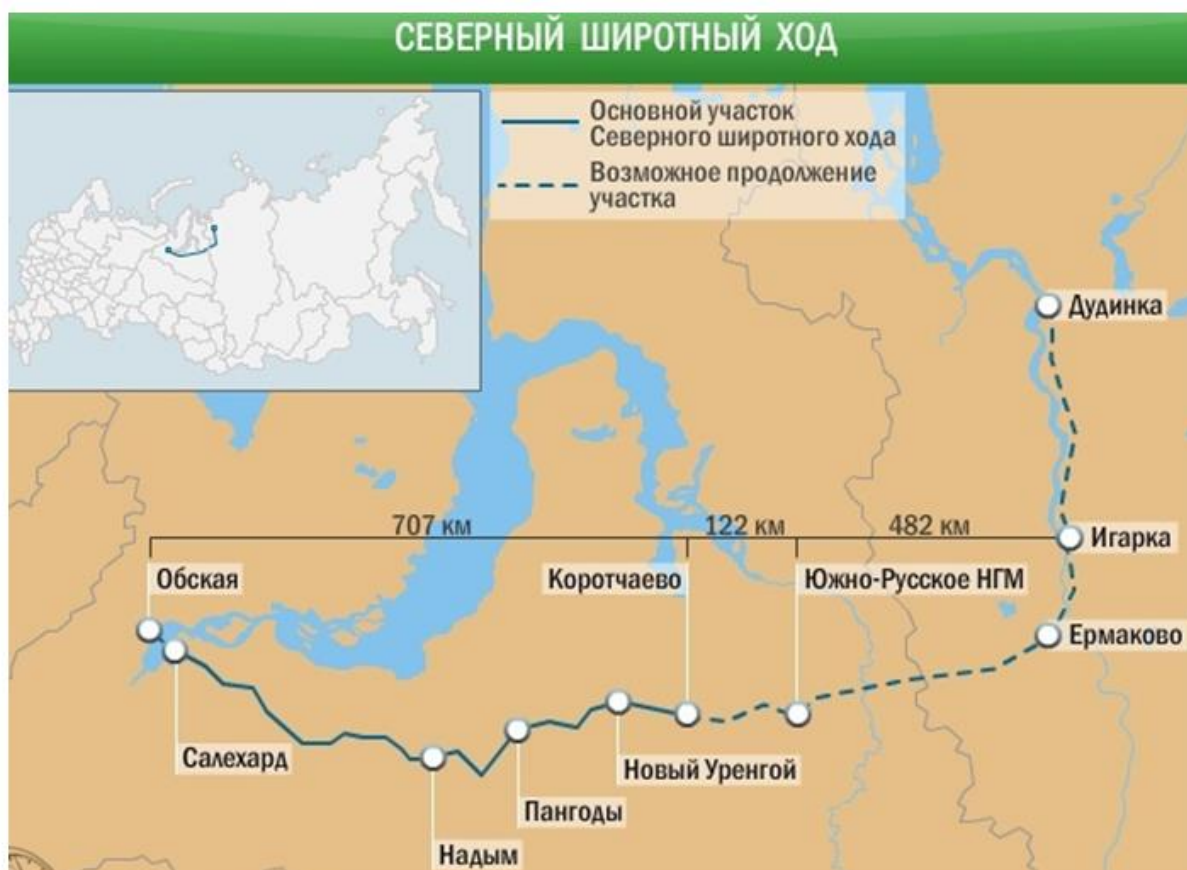 СЕВЕРНЫЙ ШИРОТНЫЙ ХОД
Основной участок
Северного широтного хода
Возможное продолжение
участка
Дудинка
707 км
122 км
482 км
Игарка
Обская
Коротчаево
Южно-Русское НГМ
Ермаково
Салехард
Новый Уренгой
Пангоды
Надым